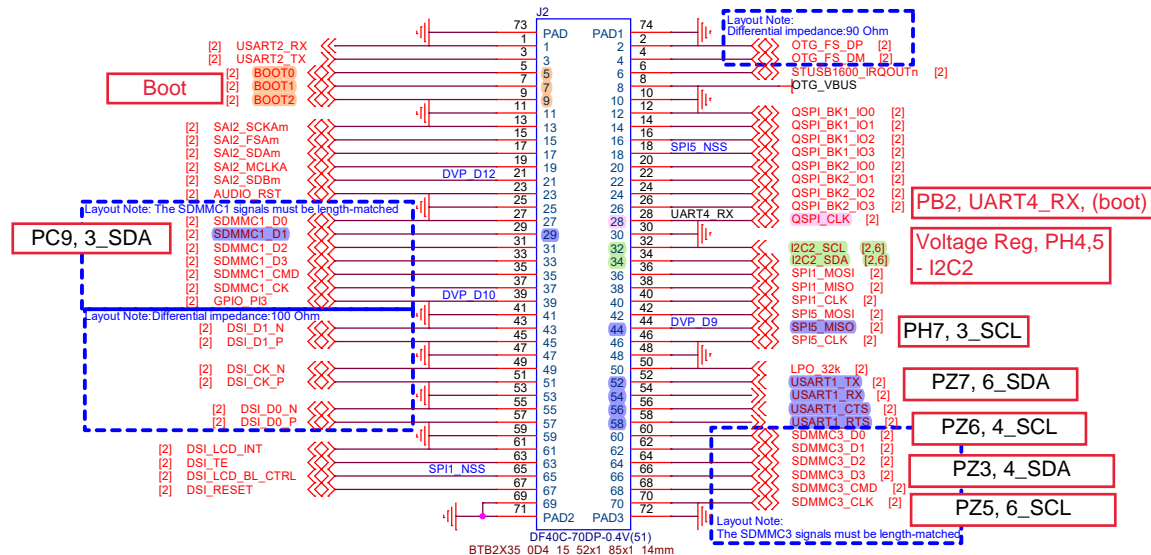 J2
73 PAD PAD1 74
[2] USART2_RX 1 1 2 2 OTG_FS_DP [2]
[2] USART2_TX 3 3 4 4 OTG_FS_DM [2]
[2] BOOT0 5 5 6 6 STUSB1600_IRQOUTn [2]
[2] BOOT1 7 7 8 8 OTG_VBUS
[2] BOOT2 9 9 10 10
11 11 12 12 QSPI_BK1_IO0 [2]
[2] SAI2_SCKAm 13 13 14 14 QSPI_BK1_IO1 [2]
[2] SAI2_FSAm 15 15 16 16 QSPI_BK1_IO2 [2]
[2] SAI2_SDAm 17 17 18 18 SPI5_NSS QSPI_BK1_IO3 [2]
[2] SAI2_MCLKA 19 19 20 20 QSPI_BK2_IO0 [2]
[2] SAI2_SDBm DVP_D12 21 21 22 22 QSPI_BK2_IO1 [2]
[2] AUDIO_RST 23 23 24 24 QSPI_BK2_IO2 [2]
25 25 26 26 QSPI_BK2_IO3 [2]
[2] SDMMC1_D0 27 27 28 28 UART4_RX QSPI_CLK [2]
[2] SDMMC1_D1 29 29 30 30
[2] SDMMC1_D2 31 31 32 32 I2C2_SCL [2,6]
[2] SDMMC1_D3 33 33 34 34 I2C2_SDA [2,6]
[2] SDMMC1_CMD 35 35 36 36 SPI1_MOSI [2]
[2] SDMMC1_CK 37 37 38 38 SPI1_MISO [2]
[2] GPIO_PI3 DVP_D10 39 39 40 40 SPI1_CLK [2]
41 41 42 42 SPI5_MOSI [2]
[2] DSI_D1_N 43 43 44 44 DVP_D9 SPI5_MISO [2]
[2] DSI_D1_P 45 45 46 46 SPI5_CLK [2]
47 47 48 48
[2] DSI_CK_N 49 49 50 50 LPO_32k [2]
[2] DSI_CK_P 51 51 52 52 USART1_TX [2]
53 53 54 54 USART1_RX [2]
[2] DSI_D0_N 55 55 56 56 USART1_CTS [2]
[2] DSI_D0_P 57 57 58 58 USART1_RTS [2]
59 59 60 60 SDMMC3_D0 [2]
[2] DSI_LCD_INT 61 61 62 62 SDMMC3_D1 [2]
[2] DSI_TE 63 63 64 64 SDMMC3_D2 [2]
[2] DSI_LCD_BL_CTRL SPI1_NSS 65 65 66 66 SDMMC3_D3 [2]
[2] DSI_RESET 67 67 68 68 SDMMC3_CMD [2]
69 69 70 70 SDMMC3_CLK [2]
71 PAD2 PAD3 72
DF40C-70DP-0.4V(51)
BTB2X35_0D4_15_52x1_85x1_14mm
Layout Note:
Differential impedance:90 Ohm
Boot
Layout Note: The SDMMC1 signals must be length-matched
PC9, 3_SDA
Layout Note:Differential impedance:100 Ohm
PB2, UART4_RX, (boot)
Voltage Reg, PH4,5
- I2C2
PH7, 3_SCL
PZ7, 6_SDA
PZ6, 4_SCL
PZ3, 4_SDA
PZ5, 6_SCL
Layout Note:
The SDMMC3 signals must be length-matched